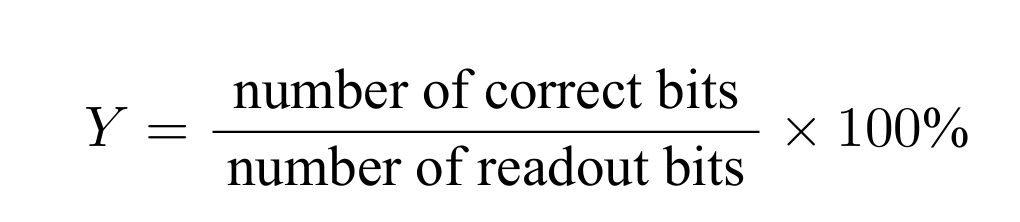 Y = number of correct bits / number of readout bits × 100%